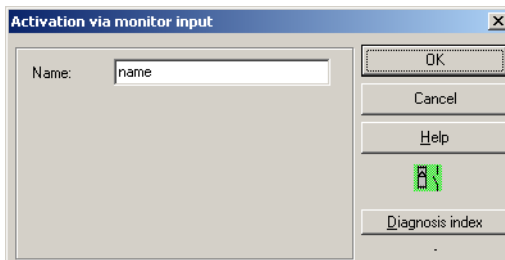 Activation via monitor input
Name: name
OK
Cancel
Help
Diagnosis index
-